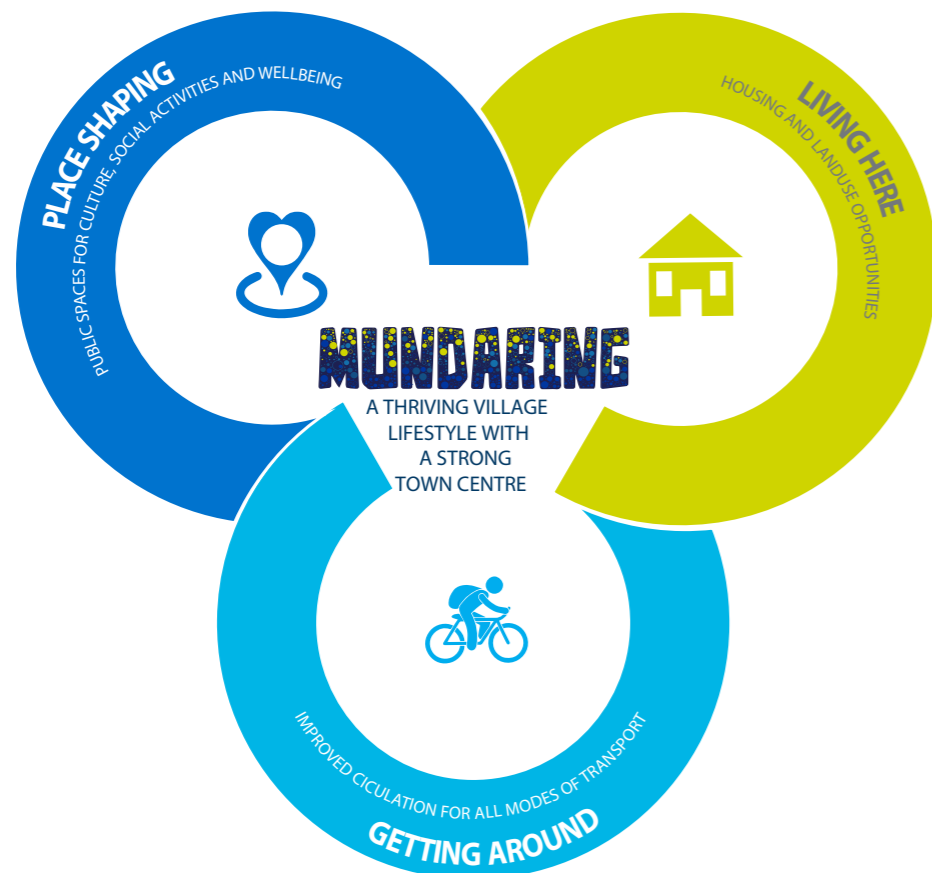 PLACE SHAPING
PUBLIC SPACES FOR CULTURE, SOCIAL ACTIVITIES AND WELLBEING
LIVING HERE
HOUSING AND LANDUSE OPPORTUNITIES
MUNDARING
A THRIVING VILLAGE
LIFESTYLE WITH
A STRONG
TOWN CENTRE
IMPROVED CICULATION FOR ALL MODES OF TRANSPORT
GETTING AROUND